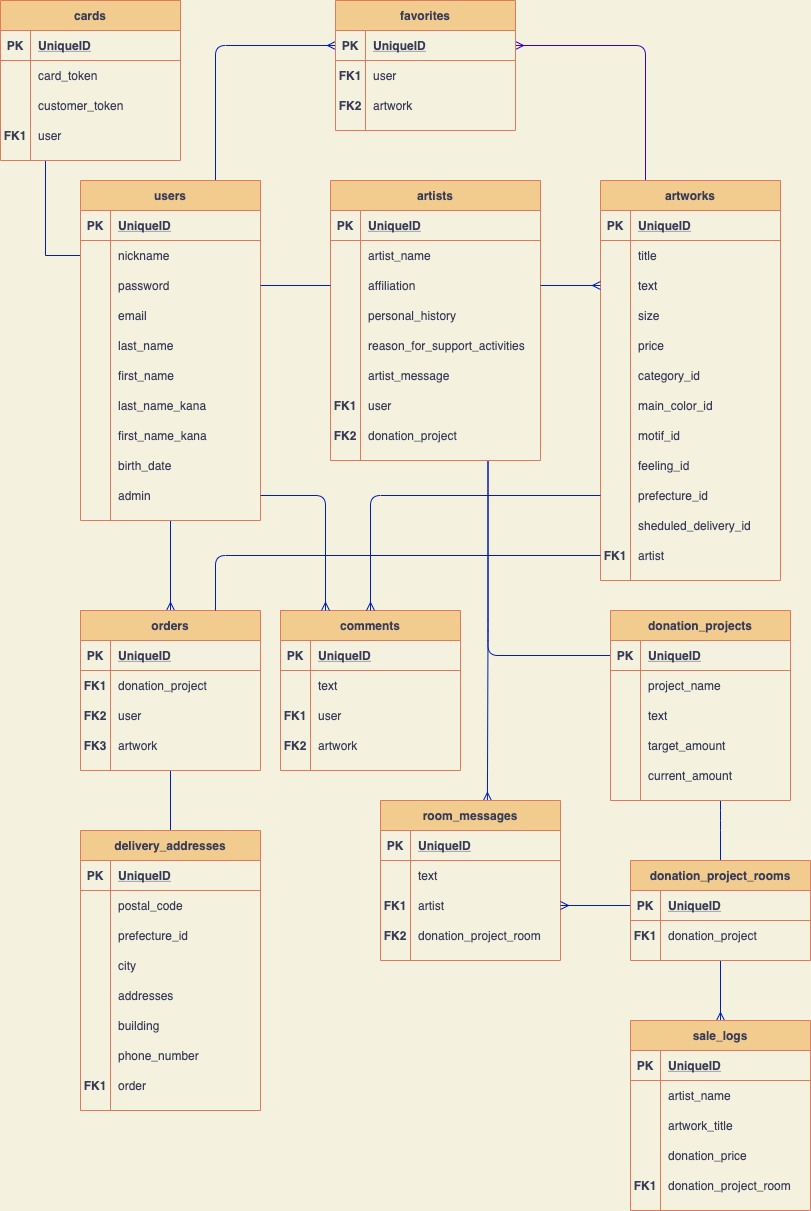 cards
PK UniqueID
card_token
customer_token
FK1 user
favorites
PK UniqueID
FK1 user
FK2 artwork
users
PK UniqueID
nickname
password
email
last_name
first_name
last_name_kana
first_name_kana
birth_date
admin
artists
PK UniqueID
artist_name
affiliation
personal_history
reason_for_support_activities
artist_message
FK1 user
FK2 donation_project
artworks
PK UniqueID
title
text
size
price
category_id
main_color_id
motif_id
feeling_id
prefecture_id
sheduled_delivery_id
FK1 artist
orders
PK UniqueID
FK1 donation_project
FK2 user
FK3 artwork
comments
PK UniqueID
text
FK1 user
FK2 artwork
donation_projects
PK UniqueID
project_name
text
target_amount
current_amount
delivery_addresses
PK UniqueID
postal_code
prefecture_id
city
addresses
building
phone_number
FK1 order
room_messages
PK UniqueID
text
FK1 artist
FK2 donation_project_room
donation_project_rooms
PK UniqueID
FK1 donation_project
sale_logs
PK UniqueID
artist_name
artwork_title
donation_price
FK1 donation_project_room